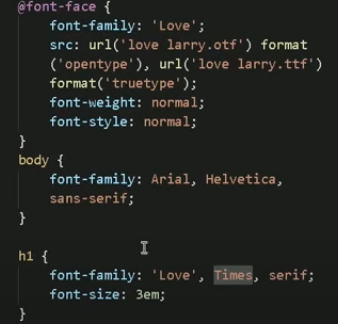 @font-face {
font-family: 'Love';
src: url('love larry.otf') format
('opentype'), url('love larry.ttf')
format('truetype');
font-weight: normal;
font-style: normal;
}
body {
font-family: Arial, Helvetica,
sans-serif;
}
h1 {
font-family: 'Love', Times, serif;
font-size: 3em;
}